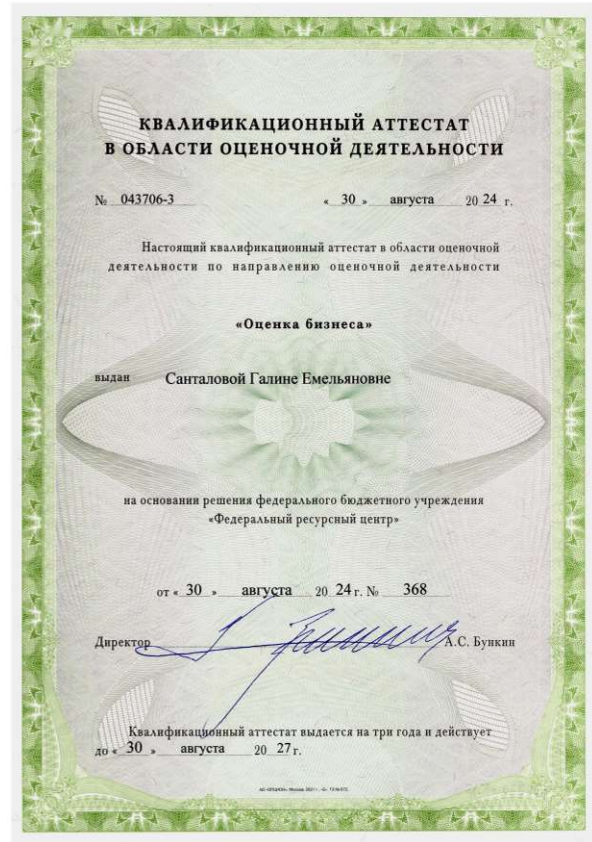 КВАЛИФИКАЦИОННЫЙ АТТЕСТАТ
В ОБЛАСТИ ОЦЕНОЧНОЙ ДЕЯТЕЛЬНОСТИ
№ 043706-3 « 30 » августа 20 24 г.
Настоящий квалификационный аттестат в области оценочной
деятельности по направлению оценочной деятельности
«Оценка бизнеса»
выдан Санталовой Галине Емельяновне
на основании решения федерального бюджетного учреждения
«Федеральный ресурсный центр»
от « 30 » августа 20 24 г. № 368
Директор А.С. Бункин
Квалификационный аттестат выдается на три года и действует
до « 30 » августа 20 27 г.